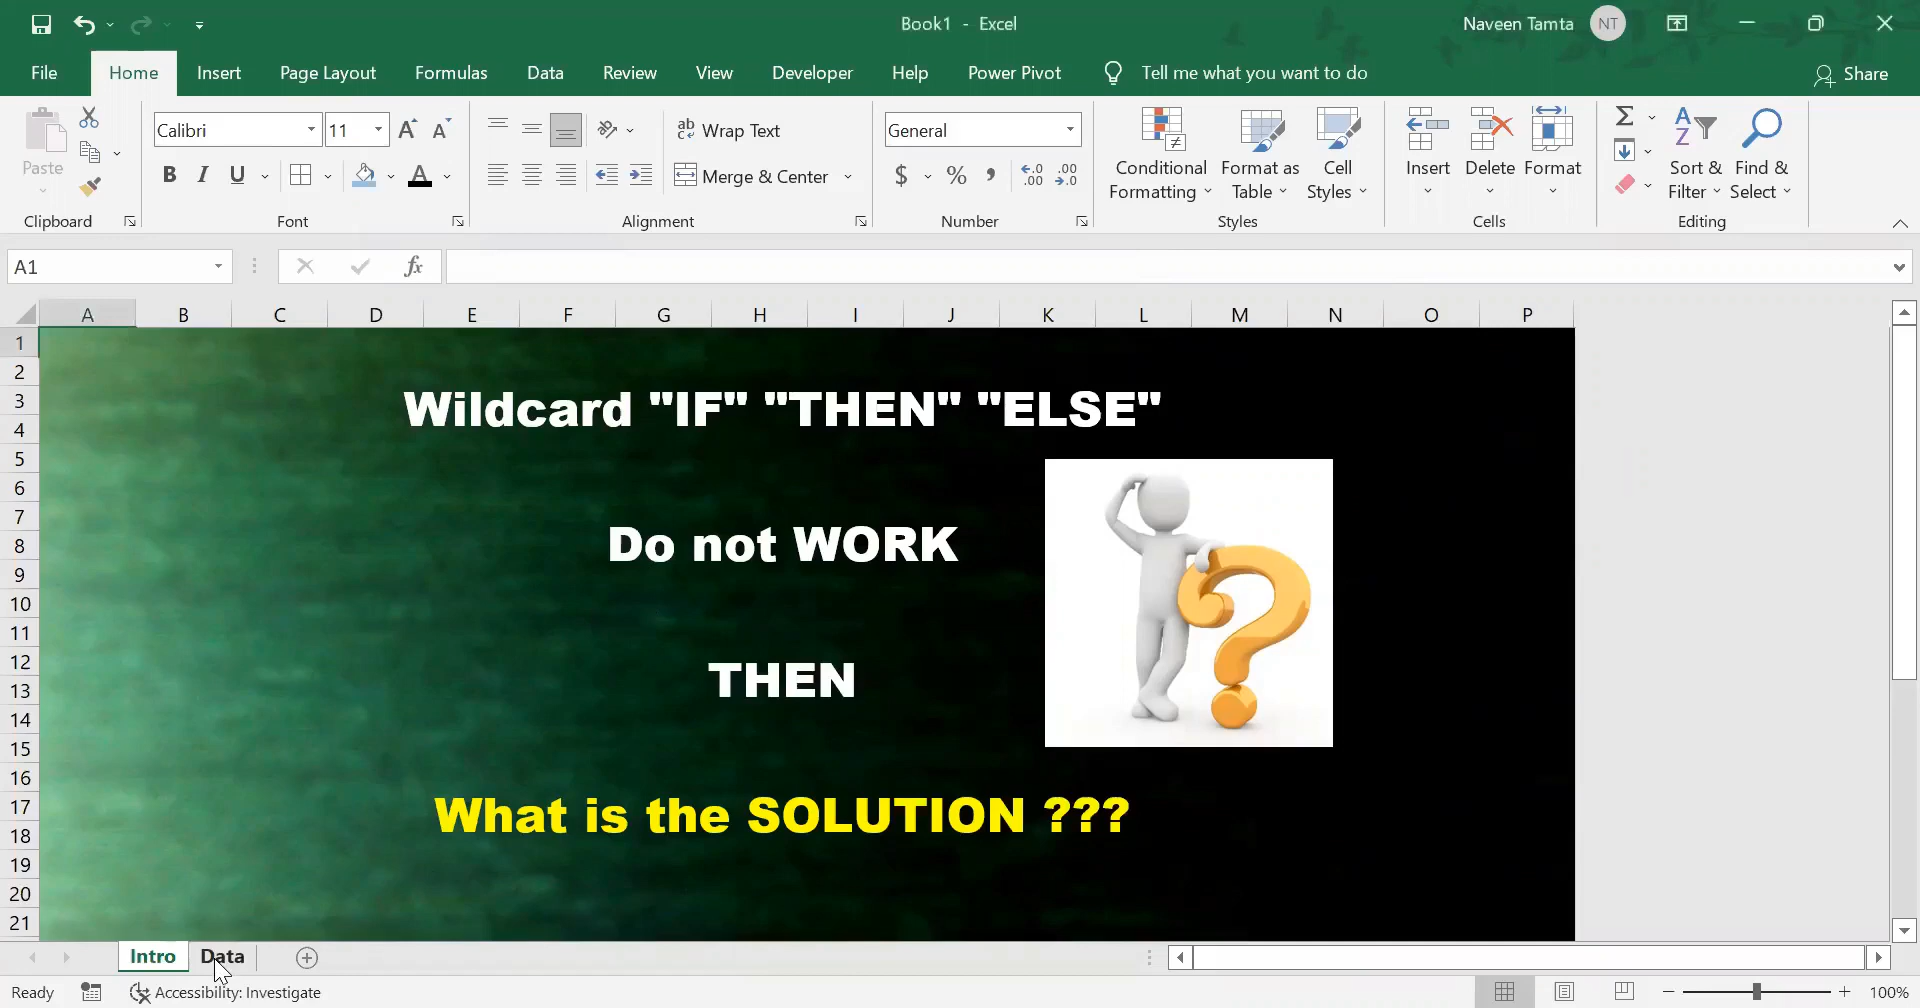 Book1 - Excel
Naveen Tamta
NT
File
Home
Insert
Page Layout
Formulas
Data
Review
View
Developer
Help
Power Pivot
Tell me what you want to do
Share
Paste
Clipboard
Calibri
11
B I U
Font
Wrap Text
Merge & Center
Alignment
General
$ % ,
Number
Conditional
Formatting
Format as
Table
Cell
Styles
Styles
Insert
Delete
Format
Cells
Sort &
Filter
Find &
Select
Editing
A1
fx
A B C D E F G H I J K L M N O P
1
2
3
4
5
6
7
8
9
10
11
12
13
14
15
16
17
18
19
20
21
Wildcard "IF" "THEN" "ELSE"
Do not WORK
THEN
What is the SOLUTION ???
Intro
Data
Ready
Accessibility: Investigate
100%